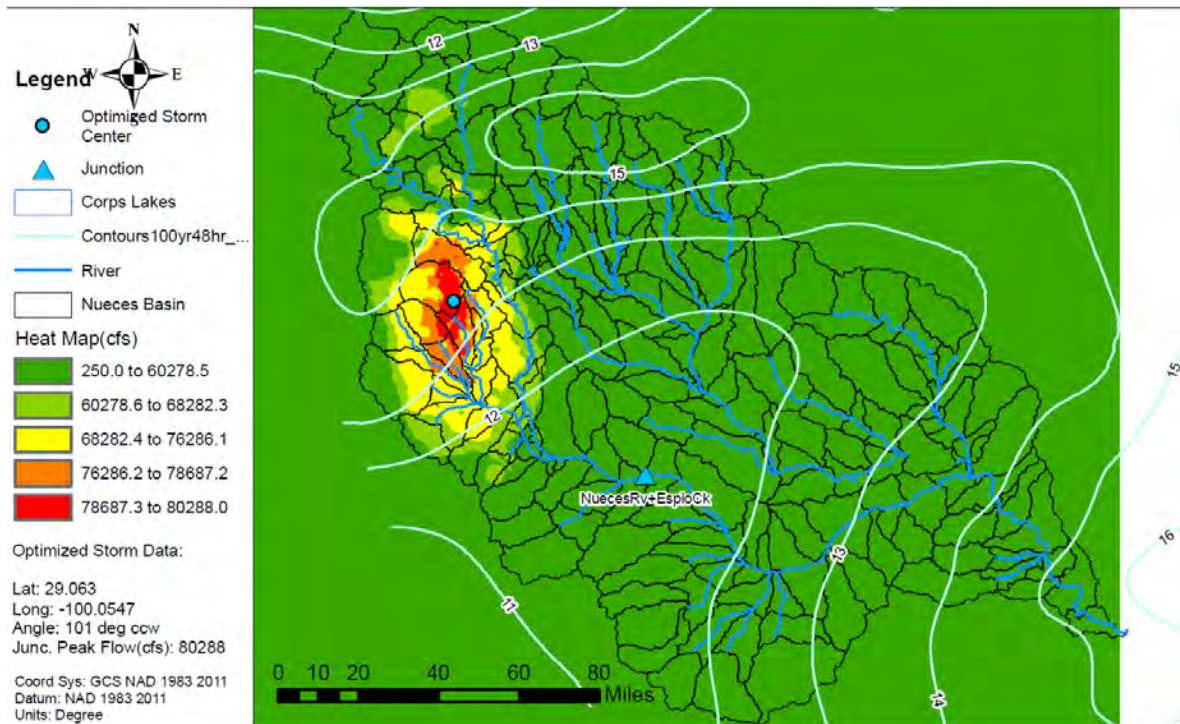 N
Legend
W
E
S
Optimized Storm
Center
Junction
Corps Lakes
Contours100yr48hr_...
River
Nueces Basin
Heat Map(cfs)
250.0 to 60278.5
60278.6 to 68282.3
68282.4 to 76286.1
76286.2 to 78687.2
78687.3 to 80288.0
Optimized Storm Data:
Lat: 29.063
Long: -100.0547
Angle: 101 deg ccw
Junc. Peak Flow(cfs): 80288
Coord Sys: GCS NAD 1983 2011
Datum: NAD 1983 2011
Units: Degree
12
13
15
15
12
NuecesRv+EsploCk
16
13
11
14
0 10 20 40 60 80
Miles